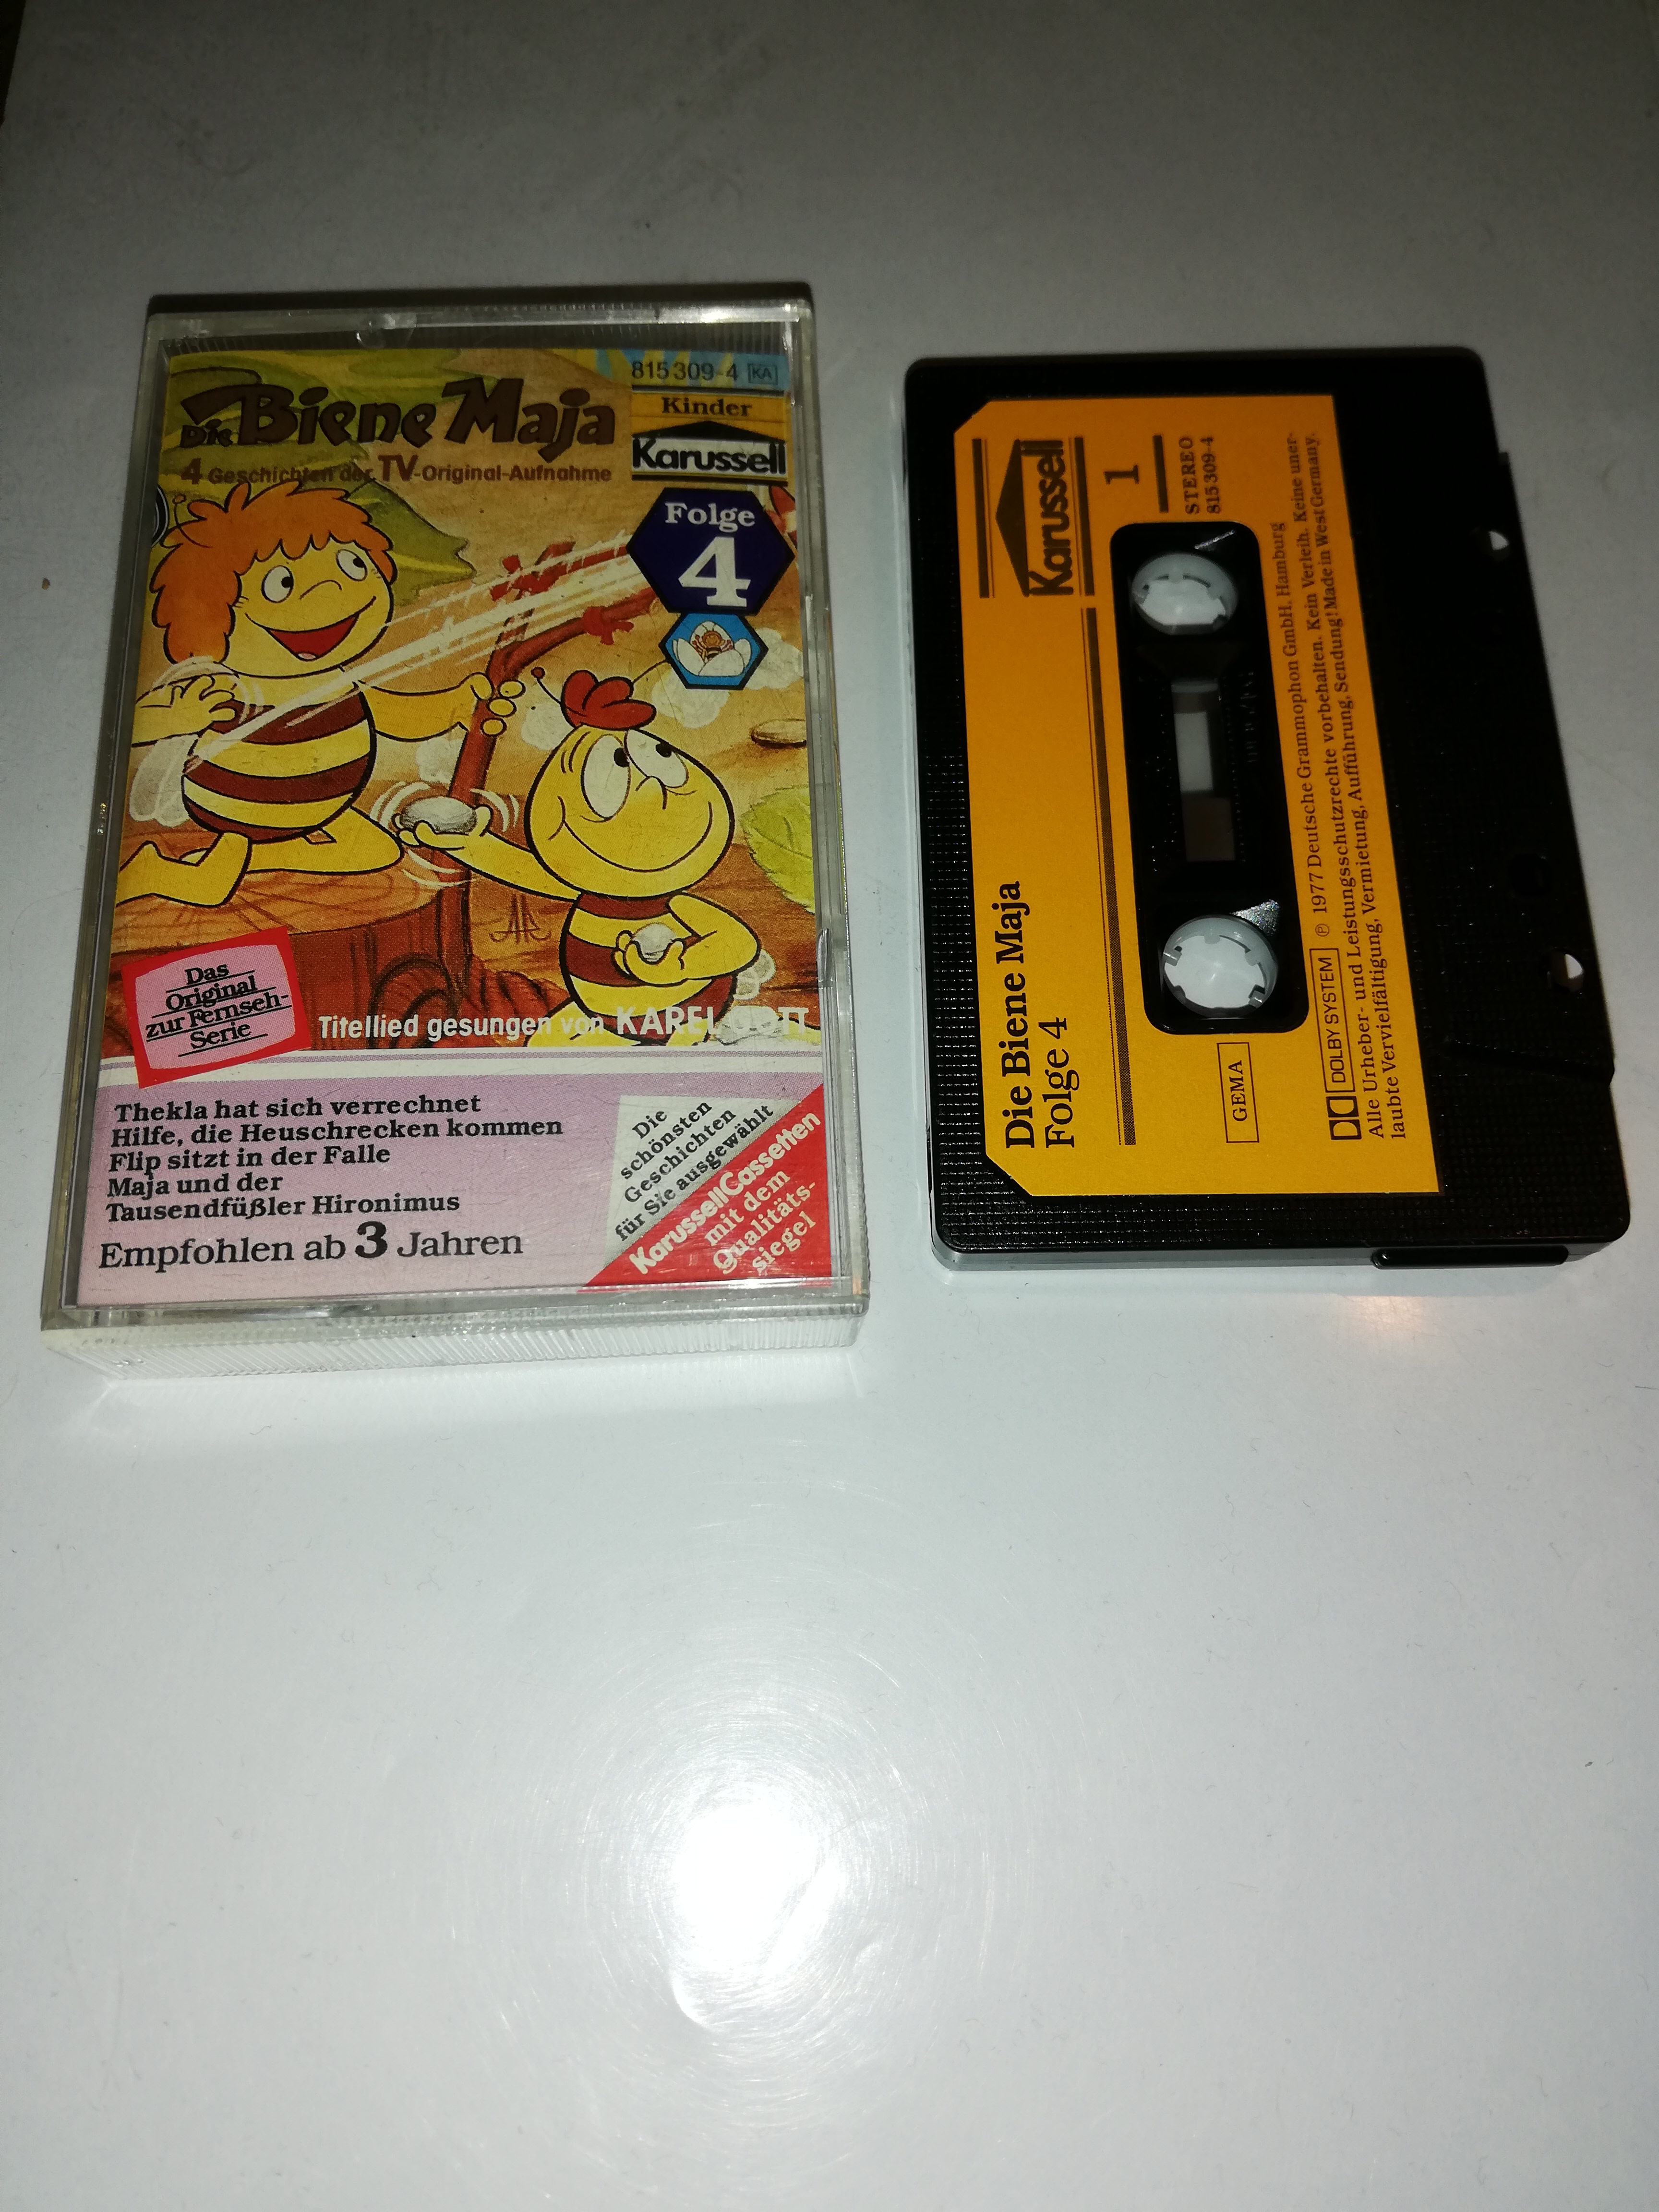 815 309-4 KA
Die Biene Maja
Kinder
4 Geschichten der TV-Original-Aufnahme
Karussell
Folge
4
Das
Original
zur Fernseh-
Serie
Titellied gesungen von KAREL GOTT
Thekla hat sich verrechnet
Hilfe, die Heuschrecken kommen
Flip sitzt in der Falle
Maja und der
Tausendfüßler Hironimus
Empfohlen ab 3 Jahren
Die
schönsten
Geschichten
für Sie ausgewählt
Karussell Cassetten
mit dem
Qualitäts-
siegel
Die Biene Maja
Folge 4
Karussell
1
STEREO
815 309-4
GEMA
DOLBY SYSTEM ℗ 1977 Deutsche Grammophon GmbH, Hamburg
Alle Urheber- und Leistungsschutzrechte vorbehalten. Kein Verleih. Keine uner-
laubte Vervielfältigung, Vermietung, Aufführung, Sendung! Made in West Germany.